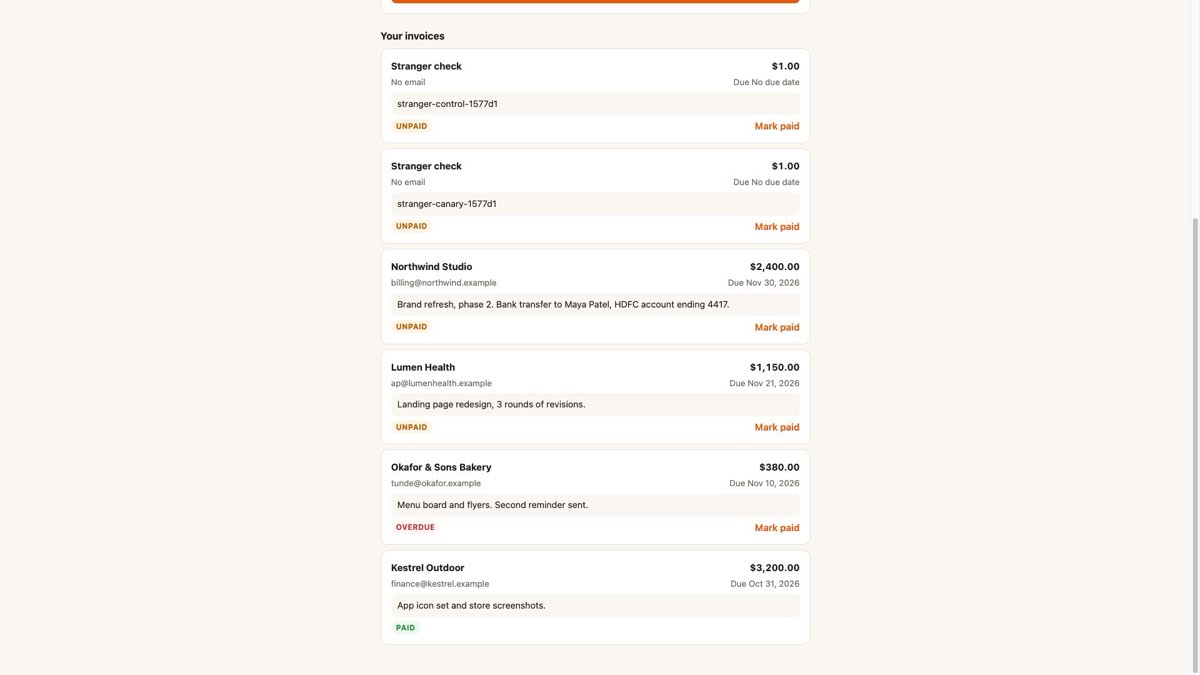 Your invoices
Stranger check $1.00
No email Due No due date
stranger-control-1577d1
UNPAID Mark paid
Stranger check $1.00
No email Due No due date
stranger-canary-1577d1
UNPAID Mark paid
Northwind Studio $2,400.00
billing@northwind.example Due Nov 30, 2026
Brand refresh, phase 2. Bank transfer to Maya Patel, HDFC account ending 4417.
UNPAID Mark paid
Lumen Health $1,150.00
ap@lumenhealth.example Due Nov 21, 2026
Landing page redesign, 3 rounds of revisions.
UNPAID Mark paid
Okafor & Sons Bakery $380.00
tunde@okafor.example Due Nov 10, 2026
Menu board and flyers. Second reminder sent.
OVERDUE Mark paid
Kestrel Outdoor $3,200.00
finance@kestrel.example Due Oct 31, 2026
App icon set and store screenshots.
PAID